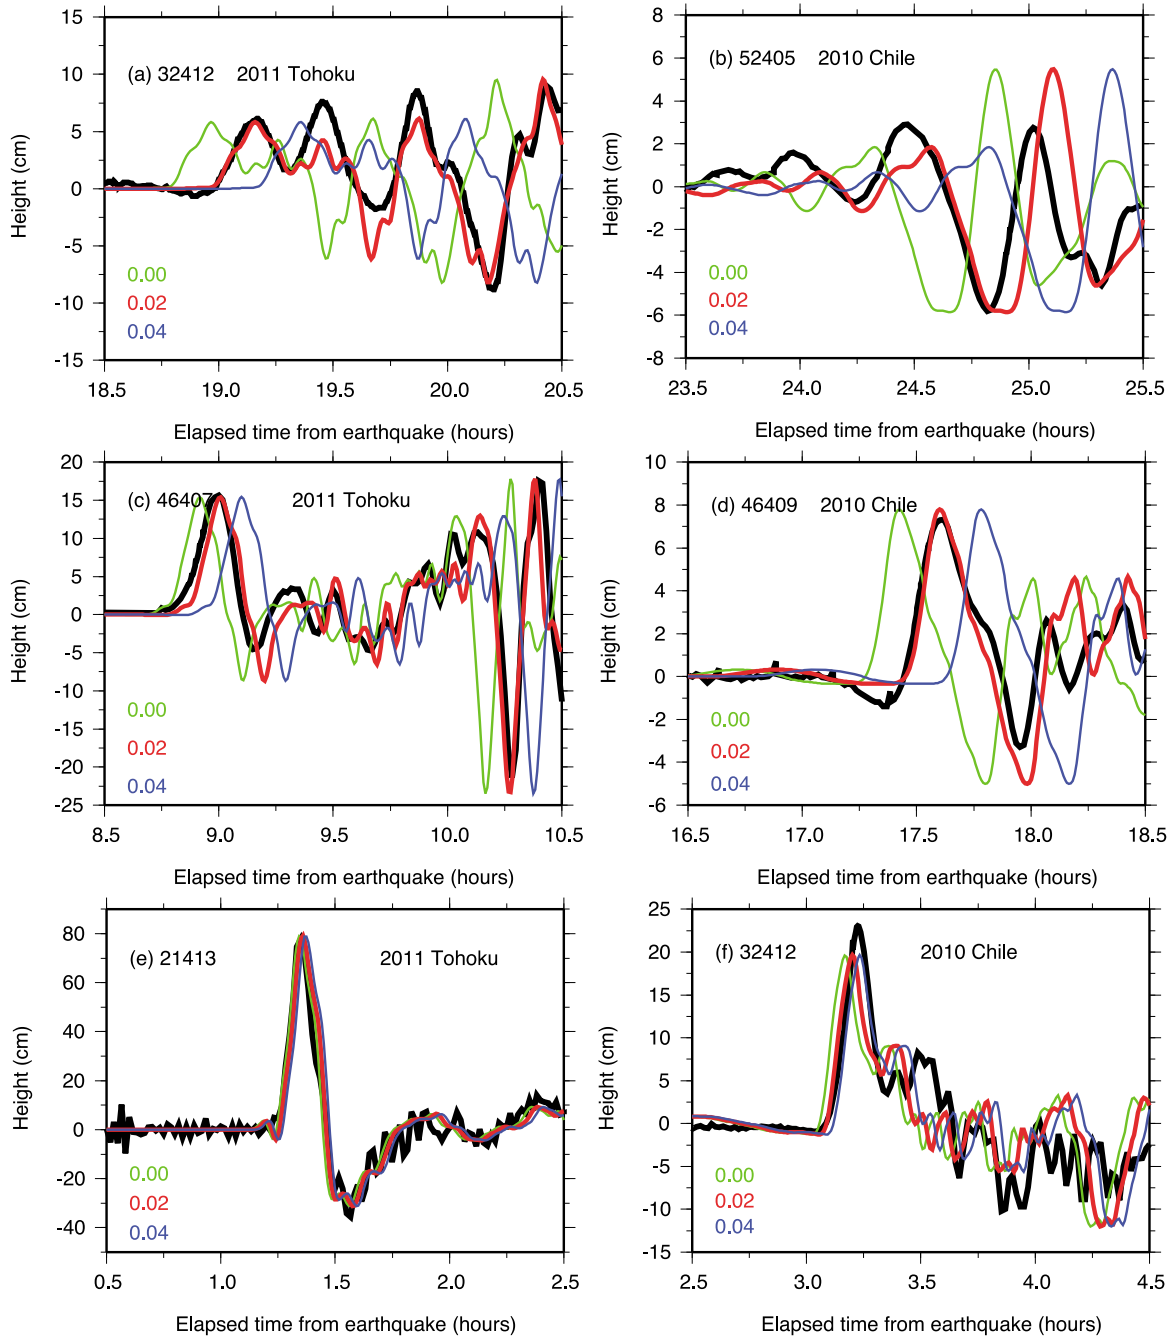 (a) 32412 2011 Tohoku
Height (cm)
15
10
5
0
-5
-10
-15
0.00
0.02
0.04
18.5 19.0 19.5 20.0 20.5
Elapsed time from earthquake (hours)
(b) 52405 2010 Chile
Height (cm)
8
6
4
2
0
-2
-4
-6
-8
0.00
0.02
0.04
23.5 24.0 24.5 25.0 25.5
Elapsed time from earthquake (hours)
(c) 46407 2011 Tohoku
Height (cm)
20
15
10
5
0
-5
-10
-15
-20
-25
0.00
0.02
0.04
8.5 9.0 9.5 10.0 10.5
Elapsed time from earthquake (hours)
(d) 46409 2010 Chile
Height (cm)
10
8
6
4
2
0
-2
-4
-6
0.00
0.02
0.04
16.5 17.0 17.5 18.0 18.5
Elapsed time from earthquake (hours)
(e) 21413 2011 Tohoku
Height (cm)
80
60
40
20
0
-20
-40
0.00
0.02
0.04
0.5 1.0 1.5 2.0 2.5
Elapsed time from earthquake (hours)
(f) 32412 2010 Chile
Height (cm)
25
20
15
10
5
0
-5
-10
-15
0.00
0.02
0.04
2.5 3.0 3.5 4.0 4.5
Elapsed time from earthquake (hours)